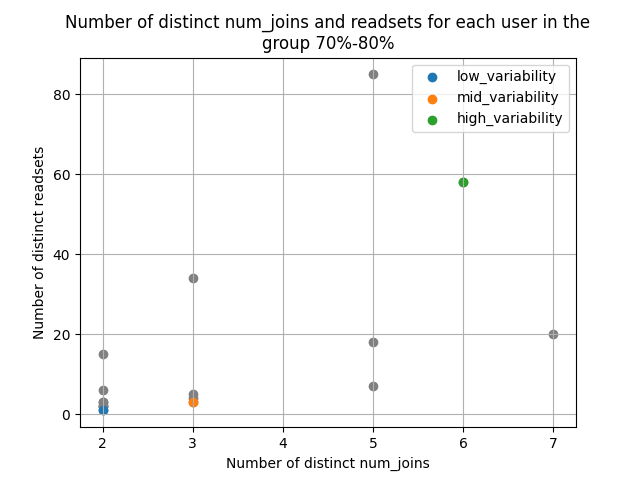 Number of distinct num_joins and readsets for each user in the
group 70%-80%
low_variability
mid_variability
high_variability
Number of distinct readsets
80
60
40
20
0
2
3
4
5
6
7
Number of distinct num_joins